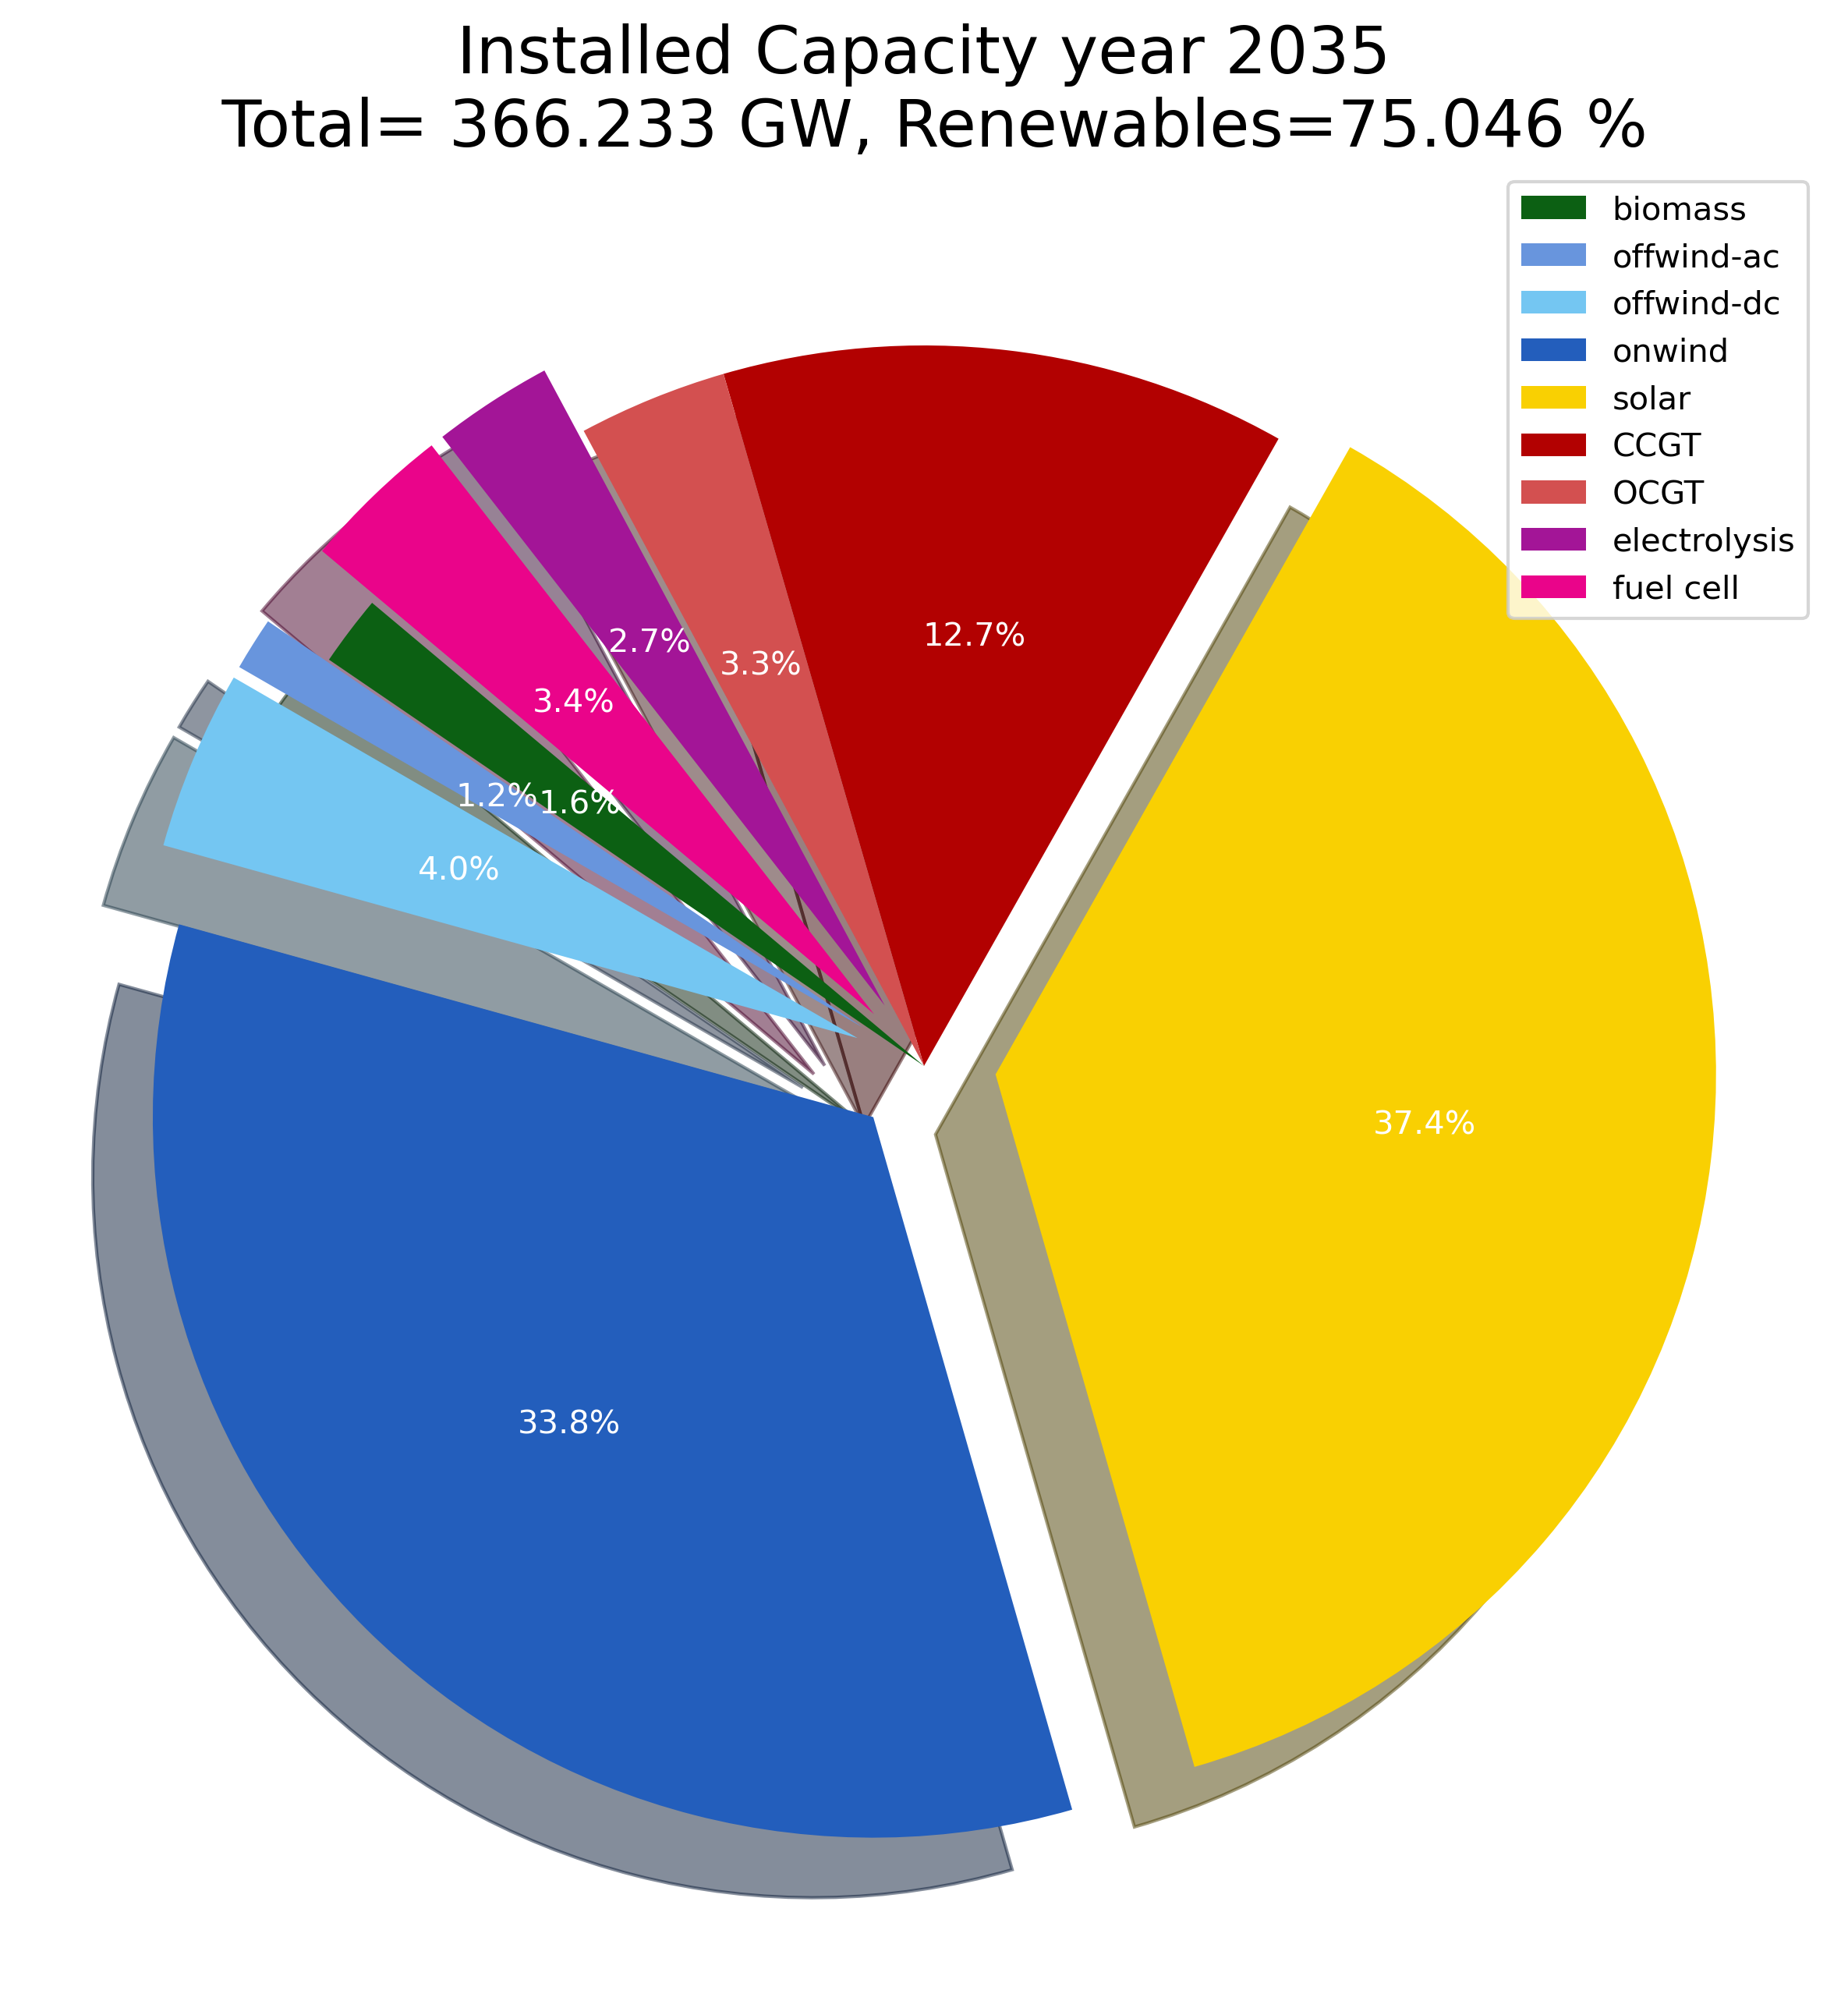 Installed Capacity year 2035
Total= 366.233 GW, Renewables=75.046 %
biomass
offwind-ac
offwind-dc
onwind
solar
CCGT
OCGT
electrolysis
fuel cell
12.7%
2.7%
3.3%
3.4%
1.2%
1.6%
4.0%
37.4%
33.8%